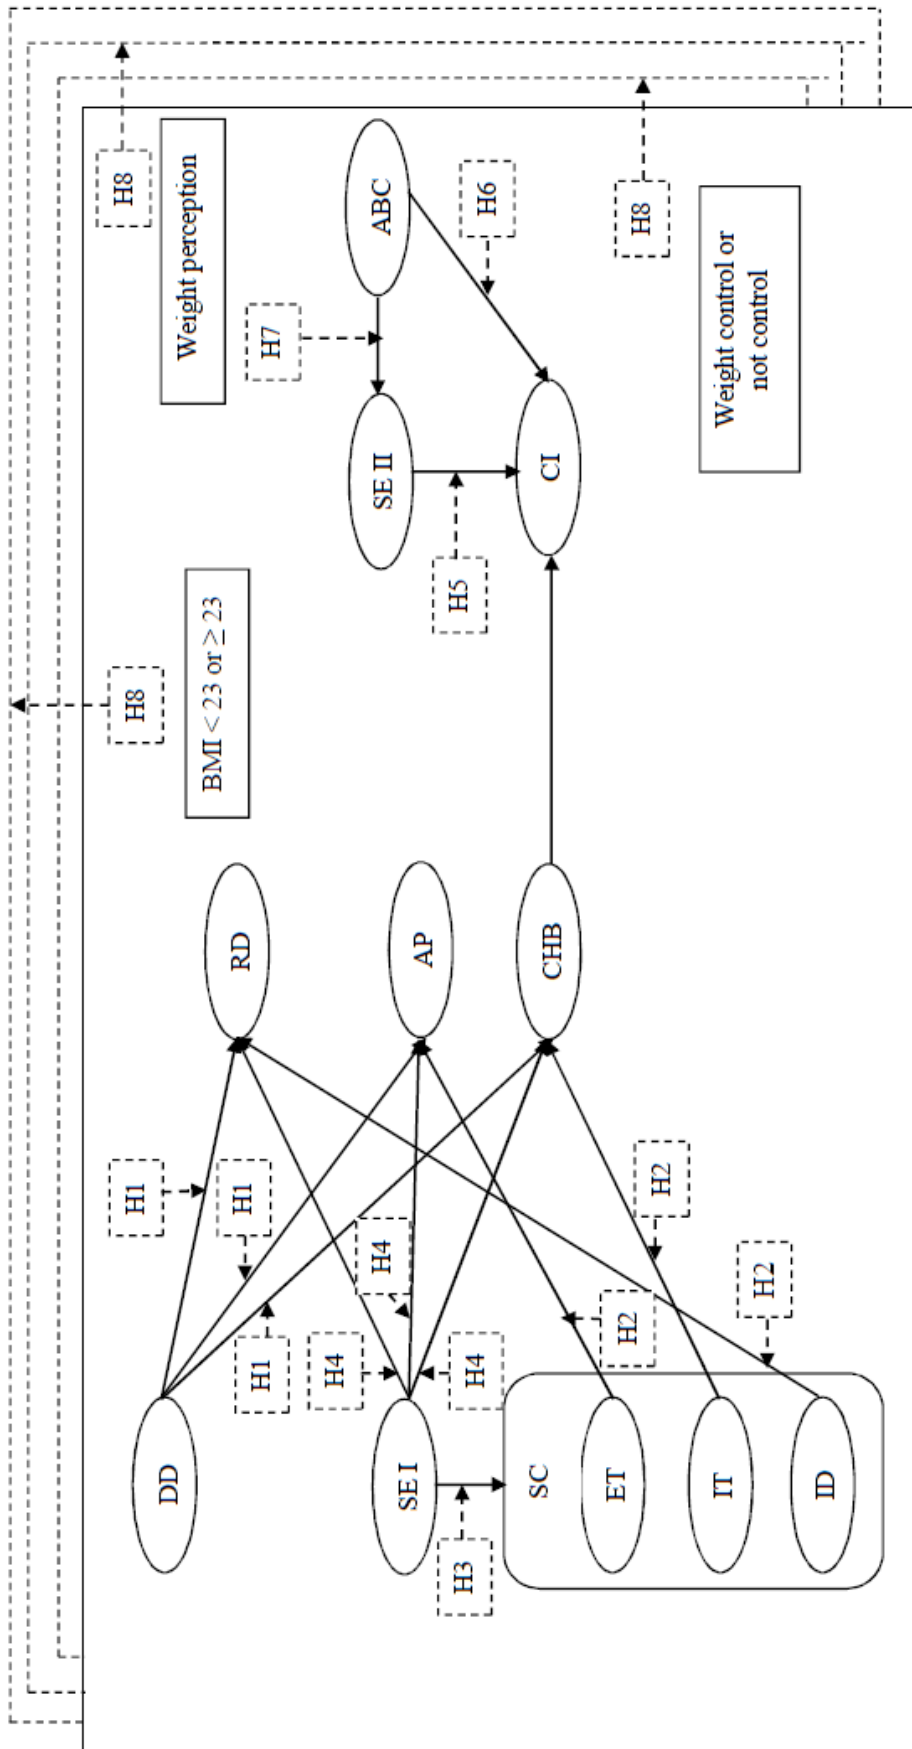 H8
BMI < 23 or ≥ 23
H8
Weight perception
DD
H1
H1
H1
RD
SE I
H4
H4
H4
AP
H3
SC
ET
IT
ID
H2
H2
H2
CHB
SE II
H7
ABC
H5
H6
CI
H8
Weight control or
not control